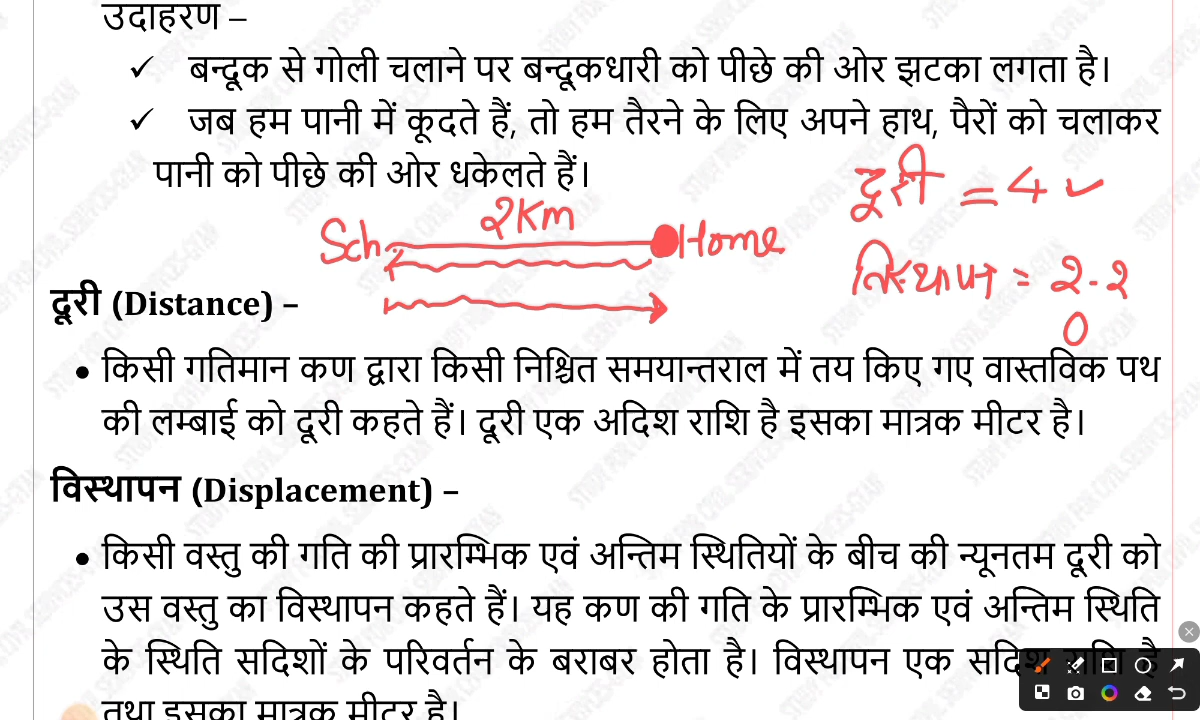 उदाहरण –
✓ बन्दूक से गोली चलाने पर बन्दूकधारी को पीछे की ओर झटका लगता है।
✓ जब हम पानी में कूदते हैं, तो हम तैरने के लिए अपने हाथ, पैरों को चलाकर
पानी को पीछे की ओर धकेलते हैं।
दूरी = 4 ✓
Sch 2Km Home
विस्थापन = 2 - 2
0
दूरी (Distance) –
• किसी गतिमान कण द्वारा किसी निश्चित समयान्तराल में तय किए गए वास्तविक पथ
की लम्बाई को दूरी कहते हैं। दूरी एक अदिश राशि है इसका मात्रक मीटर है।
विस्थापन (Displacement) –
• किसी वस्तु की गति की प्रारम्भिक एवं अन्तिम स्थितियों के बीच की न्यूनतम दूरी को
उस वस्तु का विस्थापन कहते हैं। यह कण की गति के प्रारम्भिक एवं अन्तिम स्थिति
के स्थिति सदिशों के परिवर्तन के बराबर होता है। विस्थापन एक सदिश राशि है
तथा इसका मात्रक मीटर है।